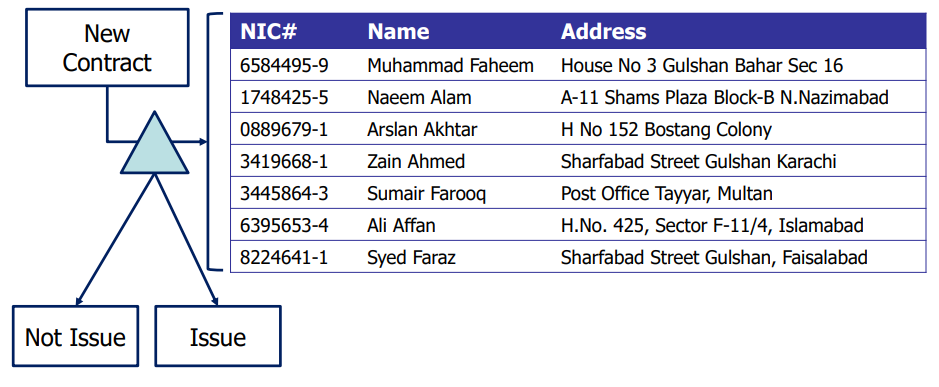 New
Contract
NIC# Name Address
6584495-9 Muhammad Faheem House No 3 Gulshan Bahar Sec 16
1748425-5 Naeem Alam A-11 Shams Plaza Block-B N.Nazimabad
0889679-1 Arslan Akhtar H No 152 Bostang Colony
3419668-1 Zain Ahmed Sharfabad Street Gulshan Karachi
3445864-3 Sumair Farooq Post Office Tayyar, Multan
6395653-4 Ali Affan H.No. 425, Sector F-11/4, Islamabad
8224641-1 Syed Faraz Sharfabad Street Gulshan, Faisalabad
Not Issue
Issue